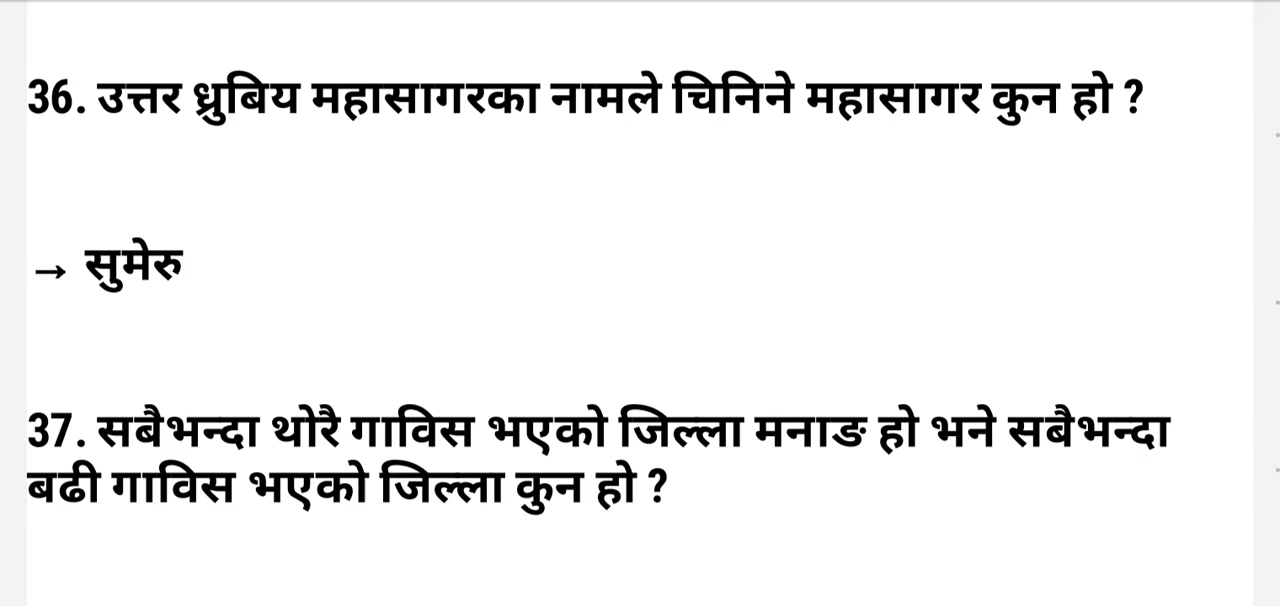 36. उत्तर ध्रुबिय महासागरका नामले चिनिने महासागर कुन हो ?
→ सुमेरु
37. सबैभन्दा थोरै गाविस भएको जिल्ला मनाङ हो भने सबैभन्दा
बढी गाविस भएको जिल्ला कुन हो ?